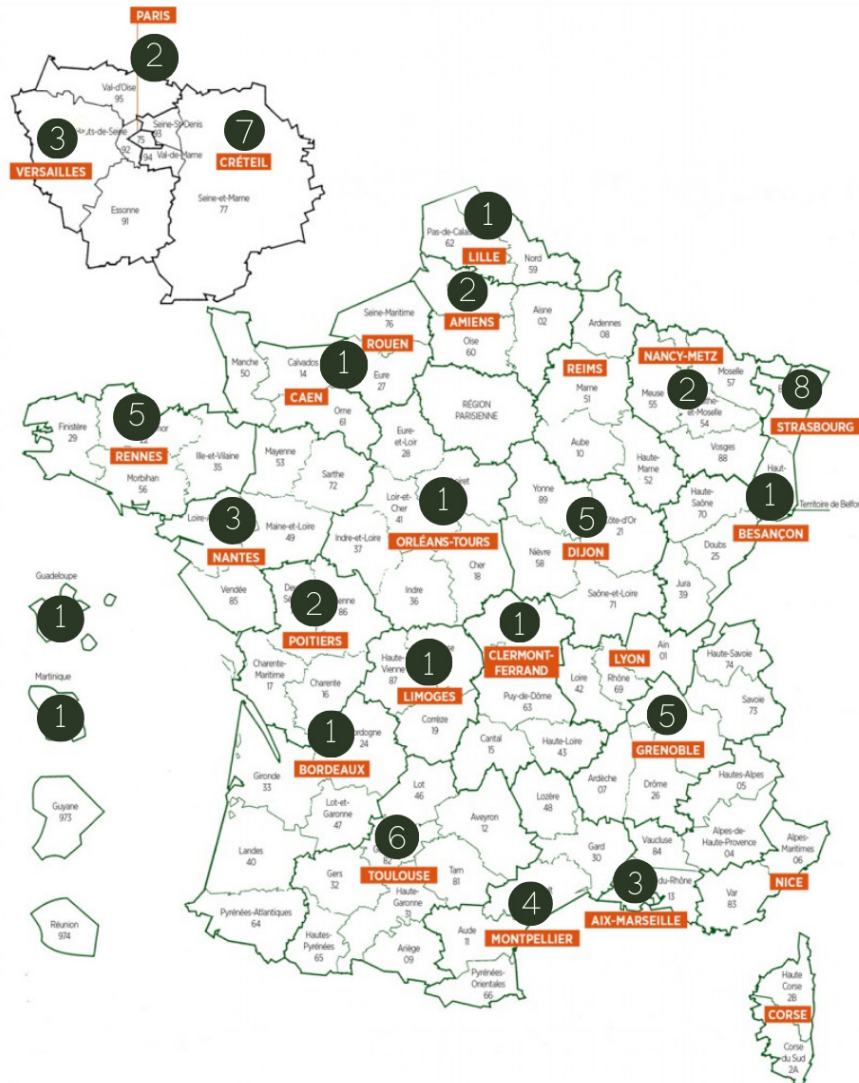 PARIS
2
Val-d'Oise
95
3
7
Seine-St-Denis
93
75
92
94
Val-de-Marne
VERSAILLES
CRÉTEIL
Seine-et-Marne
77
Essonne
91
1
Pas-de-Calais
62
LILLE
Nord
59
2
AMIENS
Aisne
02
Oise
60
Seine-Maritime
76
ROUEN
Ardennes
08
Manche
50
Calvados
14
1
CAEN
Eure
27
Orne
61
REIMS
Marne
51
NANCY-METZ
Moselle
57
2
Meuse
55
54
Vosges
88
8
STRASBOURG
RÉGION
PARISIENNE
5
Finistère
29
22
RENNES
Ille-et-Vilaine
35
Morbihan
56
Mayenne
53
Sarthe
72
Eure-
et-Loir
28
Aube
10
Haute-
Marne
52
Haut-
Territoire de Belfort
1
BESANÇON
Haute-
Saône
70
Doubs
25
Jura
39
Yonne
89
5
Côte-d'Or
21
DIJON
Nièvre
58
Saône-et-Loire
71
Loir-et-
Cher
41
1
ORLÉANS-TOURS
Indre-et-Loire
37
Cher
18
Indre
36
3
Maine-et-Loire
49
NANTES
Vendée
85
Guadeloupe
1
2
86
POITIERS
Charente-
Maritime
17
Charente
16
Martinique
1
1
Haute-
Vienne
87
LIMOGES
Corrèze
19
1
CLERMONT-
FERRAND
Puy-de-Dôme
63
Cantal
15
Haute-Loire
43
LYON
Ain
01
Loire
42
Rhône
69
Haute-Savoie
74
Savoie
73
5
GRENOBLE
Ardèche
07
Drôme
26
Hautes-Alpes
05
1
24
BORDEAUX
Gironde
33
Lot-et-
Garonne
47
Landes
40
Guyane
973
Réunion
974
Lot
46
Aveyron
12
Lozère
48
6
82
TOULOUSE
Gers
32
Tarn
81
Haute-
Garonne
31
Pyrénées-Atlantiques
64
Hautes-
Pyrénées
65
Ariège
09
Gard
30
Vaucluse
84
Alpes-de-
Haute-Provence
04
Alpes-
Maritimes
06
NICE
3
13
AIX-MARSEILLE
Var
83
4
MONTPELLIER
Aude
11
Pyrénées-
Orientales
66
Haute
Corse
2B
CORSE
Corse
du Sud
2A